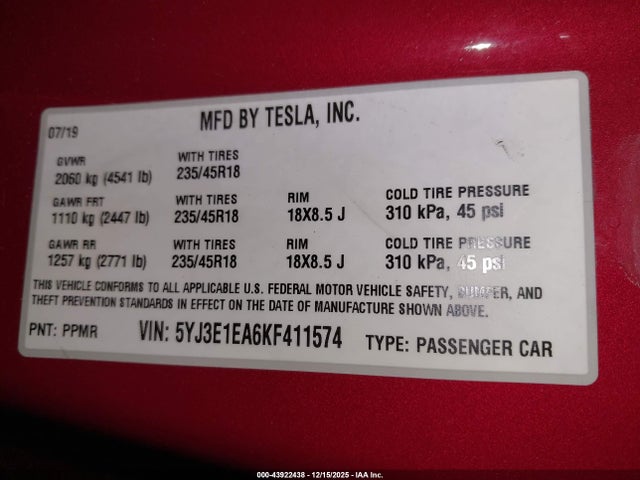 07/19 MFD BY TESLA, INC.
GVWR WITH TIRES
2060 kg (4541 lb) 235/45R18
GAWR FRT WITH TIRES RIM COLD TIRE PRESSURE
1110 kg (2447 lb) 235/45R18 18X8.5 J 310 kPa, 45 psi
GAWR RR WITH TIRES RIM COLD TIRE PRESSURE
1257 kg (2771 lb) 235/45R18 18X8.5 J 310 kPa, 45 psi
THIS VEHICLE CONFORMS TO ALL APPLICABLE U.S. FEDERAL MOTOR VEHICLE SAFETY, BUMPER, AND
THEFT PREVENTION STANDARDS IN EFFECT ON THE DATE OF MANUFACTURE SHOWN ABOVE.
PNT: PPMR VIN: 5YJ3E1EA6KF411574 TYPE: PASSENGER CAR
000-43922438 - 12/15/2025 - IAA Inc.